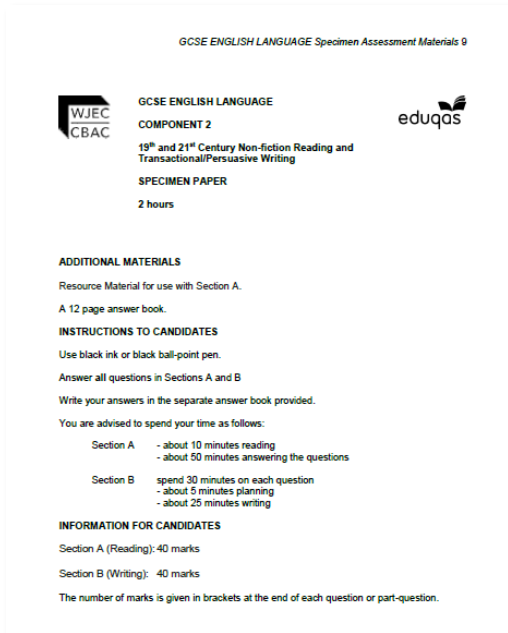 GCSE ENGLISH LANGUAGE Specimen Assessment Materials 9
WJEC
CBAC
GCSE ENGLISH LANGUAGE
COMPONENT 2
19th and 21st Century Non-fiction Reading and
Transactional/Persuasive Writing
SPECIMEN PAPER
2 hours
eduqas
ADDITIONAL MATERIALS
Resource Material for use with Section A.
A 12 page answer book.
INSTRUCTIONS TO CANDIDATES
Use black ink or black ball-point pen.
Answer all questions in Sections A and B
Write your answers in the separate answer book provided.
You are advised to spend your time as follows:
Section A - about 10 minutes reading
- about 50 minutes answering the questions
Section B spend 30 minutes on each question
- about 5 minutes planning
- about 25 minutes writing
INFORMATION FOR CANDIDATES
Section A (Reading): 40 marks
Section B (Writing): 40 marks
The number of marks is given in brackets at the end of each question or part-question.